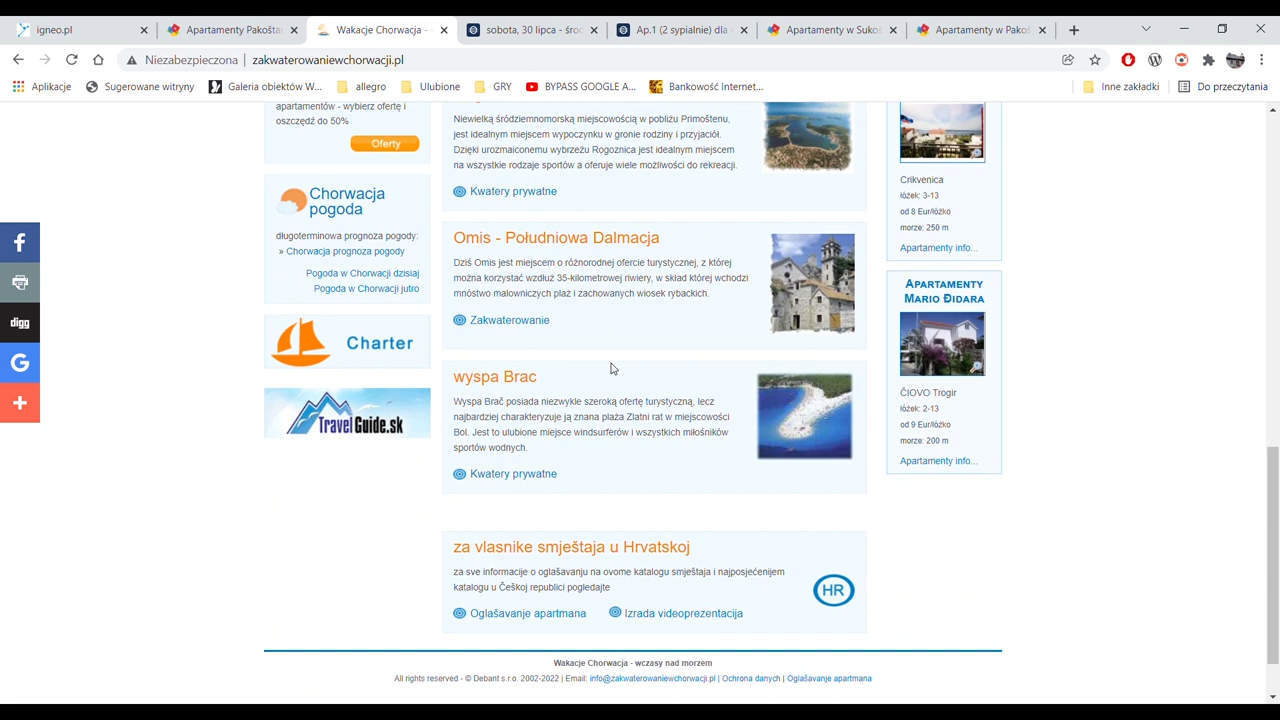 igneo.pl
Apartamenty Pakošta
Wakacje Chorwacja -
sobota, 30 lipca - śro
Ap.1 (2 sypialnie) dla
Apartamenty w Suko
Apartamenty w Pako
Niezabezpieczona | zakwaterowaniewchorwacji.pl
Aplikacje
Sugerowane witryny
Galeria obiektów W...
allegro
Ulubione
GRY
BYPASS GOOGLE A...
Bankowość Internet...
Inne zakładki
Do przeczytania
apartamentów - wybierz ofertę i
oszczędź do 50%
Oferty
Chorwacja
pogoda
długoterminowa prognoza pogody:
» Chorwacja prognoza pogody
Pogoda w Chorwacji dzisiaj
Pogoda w Chorwacji jutro
Charter
TravelGuide.sk
digg
Niewielką śródziemnomorską miejscowością w pobliżu Primoštenu,
jest idealnym miejscem wypoczynku w gronie rodziny i przyjaciół.
Dzięki urozmaiconemu wybrzeżu Rogoznica jest idealnym miejscem
na wszystkie rodzaje sportów a oferuje wiele możliwości do rekreacji.
Kwatery prywatne
Omis - Południowa Dalmacja
Dziś Omis jest miejscem o różnorodnej ofercie turystycznej, z której
można korzystać wzdłuż 35-kilometrowej riwiery, w skład której wchodzi
mnóstwo malowniczych plaż i zachowanych wiosek rybackich.
Zakwaterowanie
wyspa Brac
Wyspa Brač posiada niezwykle szeroką ofertę turystyczną, lecz
najbardziej charakteryzuje ją znana plaża Zlatni rat w miejscowości
Bol. Jest to ulubione miejsce windsurferów i wszystkich miłośników
sportów wodnych.
Kwatery prywatne
za vlasnike smještaja u Hrvatskoj
za sve informacije o oglašavanju na ovome katalogu smještaja i najposjećenijem
katalogu u Češkoj republici pogledajte
HR
Oglašavanje apartmana
Izrada videoprezentacija
Crikvenica
łóżek: 3-13
od 8 Eur/łóżko
morze: 250 m
Apartamenty info...
Apartamenty
Mario Đidara
ČIOVO Trogir
łóżek: 2-13
od 9 Eur/łóżko
morze: 200 m
Apartamenty info...
Wakacje Chorwacja - wczasy nad morzem
All rights reserved - © Debant s.r.o. 2002-2022 | Email: info@zakwaterowaniewchorwacji.pl | Ochrona danych | Oglašavanje apartmana